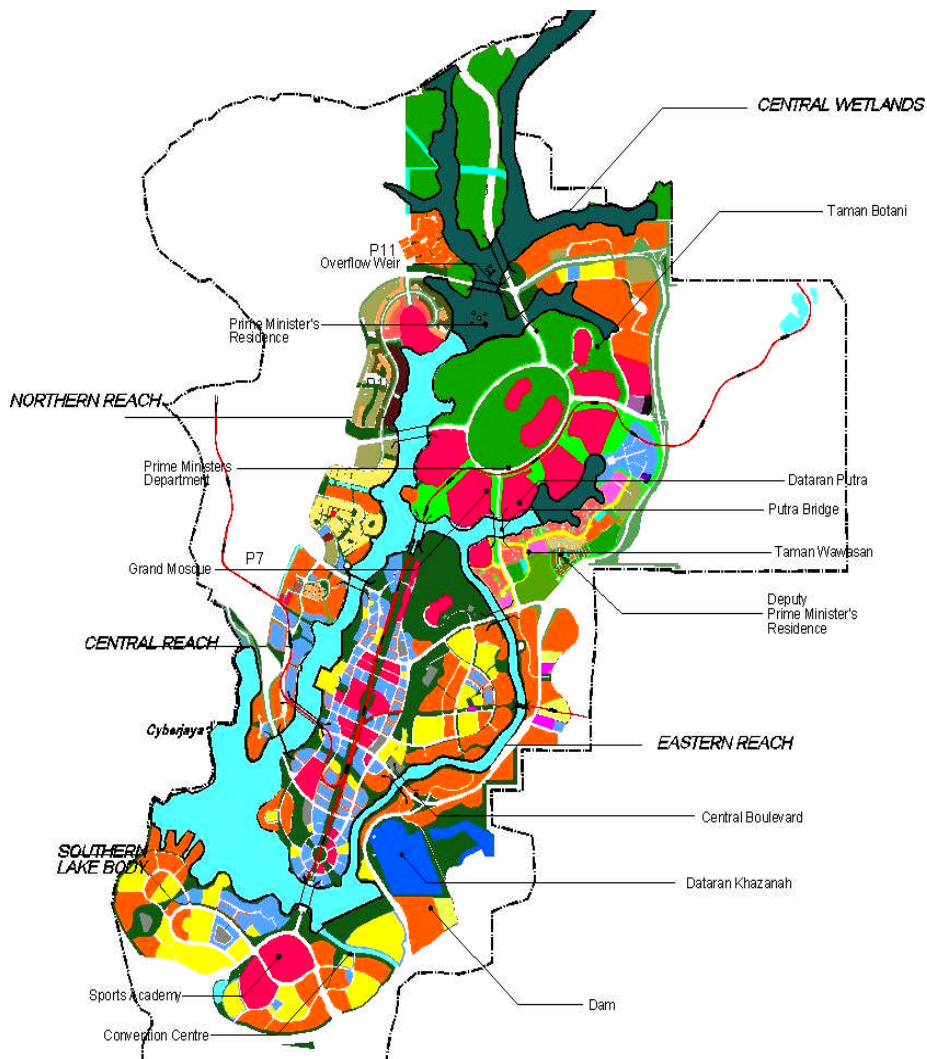 CENTRAL WETLANDS
Taman Botani
P11
Overflow Weir
Prime Minister's
Residence
P1
NORTHERN REACH
Prime Ministers
Department
Dataran Putra
Putra Bridge
P7
Grand Mosque
Taman Wawasan
Deputy
Prime Minister's
Residence
CENTRAL REACH
Cyberjaya
EASTERN REACH
Central Boulevard
SOUTHERN
LAKE BODY
Dataran Khazanah
Sports Academy
Dam
Convention Centre